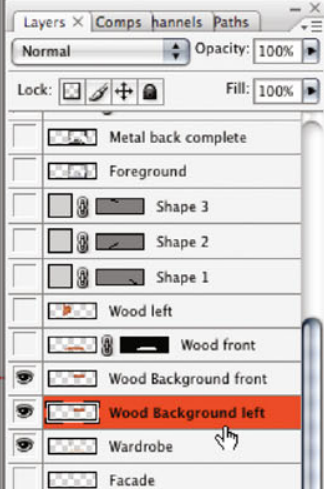 Layers × Comps hannels Paths
Normal Opacity: 100%
Lock: Fill: 100%
Metal back complete
Foreground
Shape 3
Shape 2
Shape 1
Wood left
Wood front
Wood Background front
Wood Background left
Wardrobe
Facade